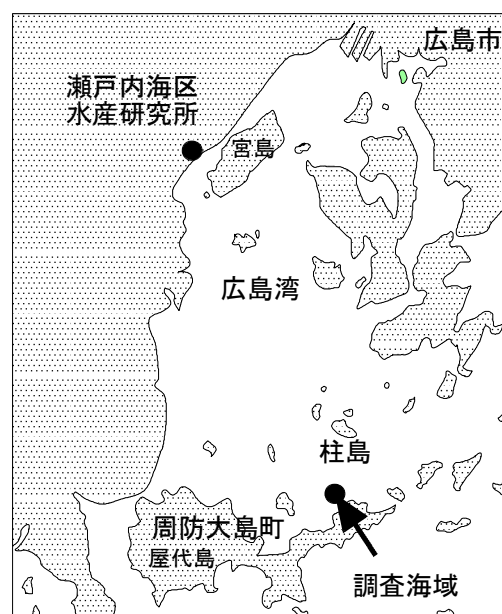 広島市
瀬戸内海区
水産研究所
宮島
広島湾
柱島
周防大島町
屋代島
調査海域